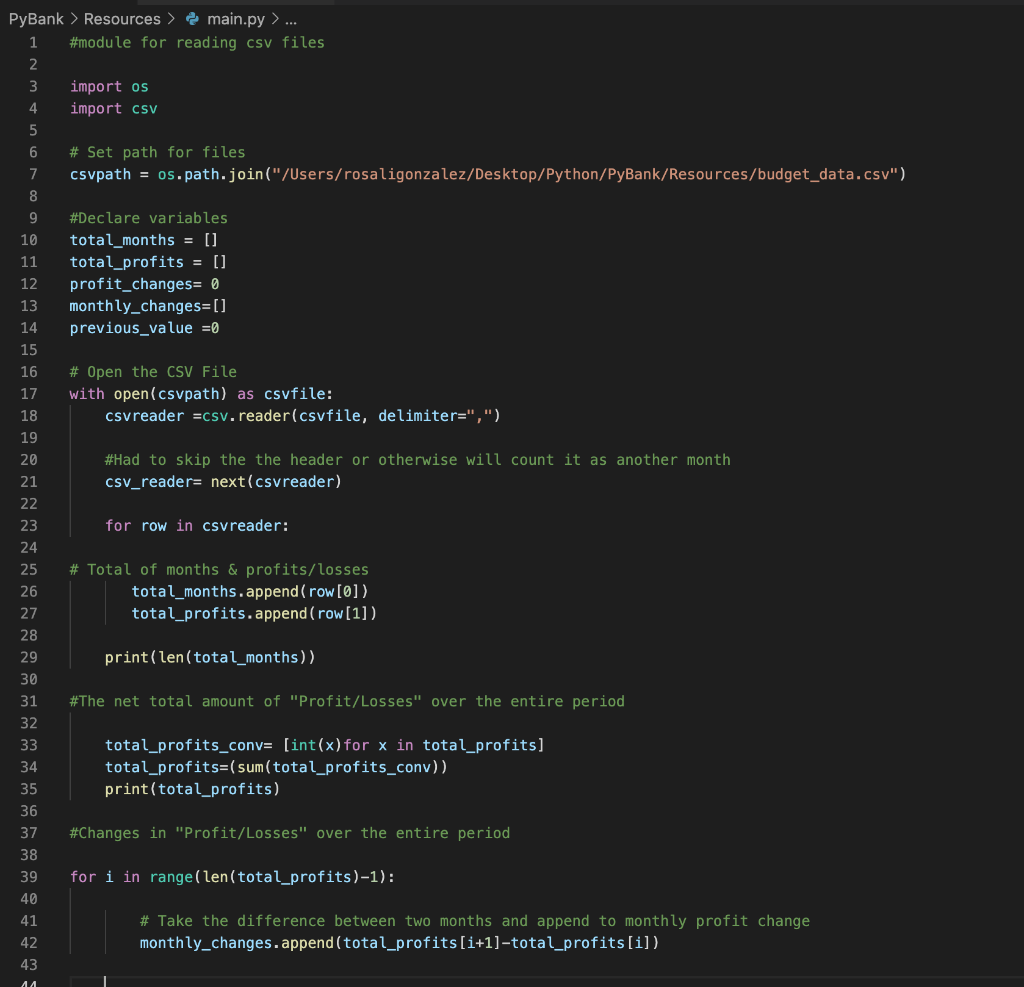 PyBank > Resources > main.py > ...
1 #module for reading csv files
2
3 import os
4 import csv
5
6 # Set path for files
7 csvpath = os.path.join("/Users/rosaligonzalez/Desktop/Python/PyBank/Resources/budget_data.csv")
8
9 #Declare variables
10 total_months = []
11 total_profits = []
12 profit_changes= 0
13 monthly_changes=[]
14 previous_value =0
15
16 # Open the CSV File
17 with open(csvpath) as csvfile:
18     csvreader =csv.reader(csvfile, delimiter=",")
19
20     #Had to skip the the header or otherwise will count it as another month
21     csv_reader= next(csvreader)
22
23     for row in csvreader:
24
25 # Total of months & profits/losses
26        total_months.append(row[0])
27        total_profits.append(row[1])
28
29     print(len(total_months))
30
31 #The net total amount of "Profit/Losses" over the entire period
32
33     total_profits_conv= [int(x)for x in total_profits]
34     total_profits=(sum(total_profits_conv))
35     print(total_profits)
36
37 #Changes in "Profit/Losses" over the entire period
38
39 for i in range(len(total_profits)-1):
40
41         # Take the difference between two months and append to monthly profit change
42         monthly_changes.append(total_profits[i+1]-total_profits[i])
43
44